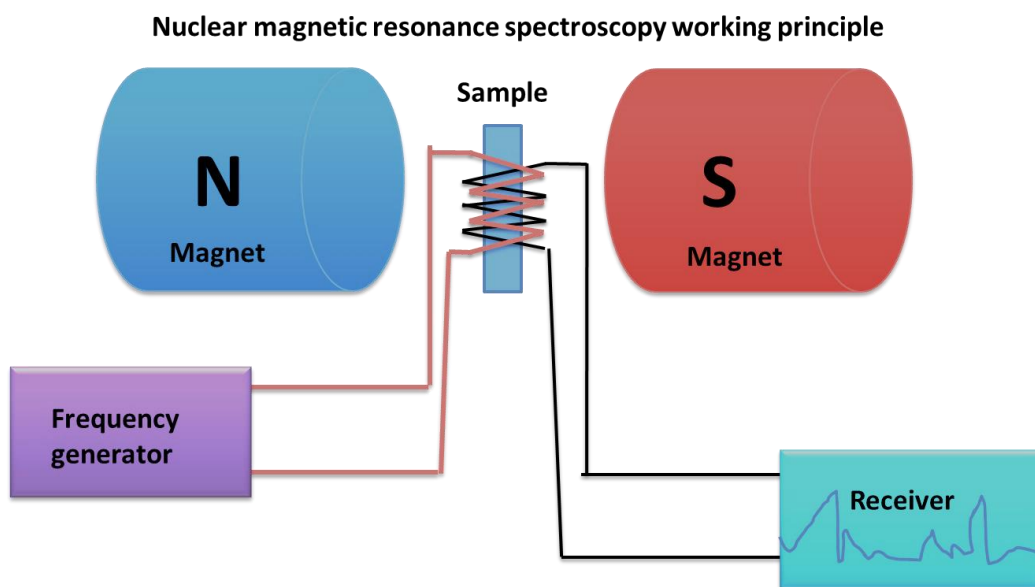 Nuclear magnetic resonance spectroscopy working principle
Sample
N
Magnet
S
Magnet
Frequency
generator
Receiver